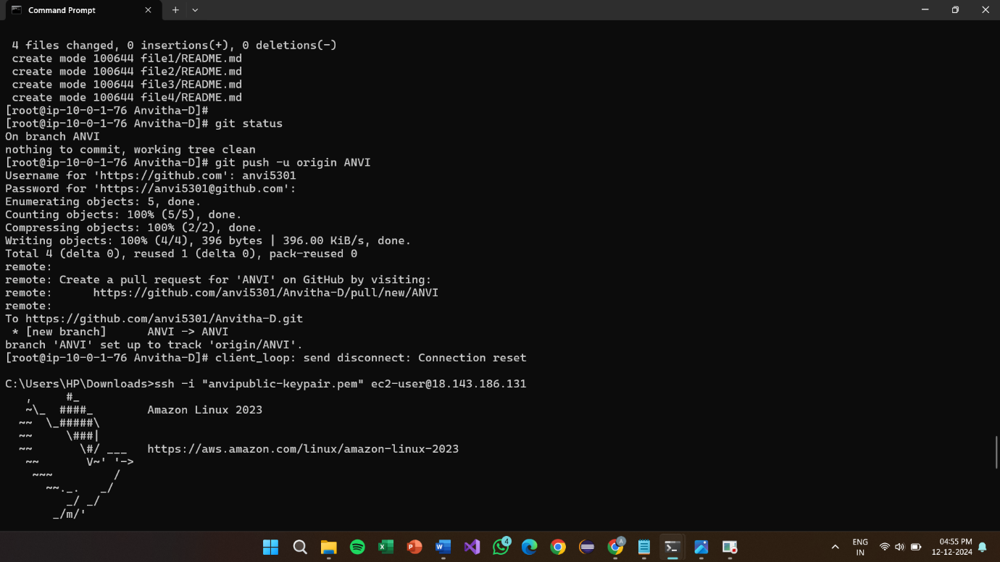 Command Prompt
 4 files changed, 0 insertions(+), 0 deletions(-)
 create mode 100644 file1/README.md
 create mode 100644 file2/README.md
 create mode 100644 file3/README.md
 create mode 100644 file4/README.md
[root@ip-10-0-1-76 Anvitha-D]#
[root@ip-10-0-1-76 Anvitha-D]# git status
On branch ANVI
nothing to commit, working tree clean
[root@ip-10-0-1-76 Anvitha-D]# git push -u origin ANVI
Username for 'https://github.com': anvi5301
Password for 'https://anvi5301@github.com':
Enumerating objects: 5, done.
Counting objects: 100% (5/5), done.
Compressing objects: 100% (2/2), done.
Writing objects: 100% (4/4), 396 bytes | 396.00 KiB/s, done.
Total 4 (delta 0), reused 1 (delta 0), pack-reused 0
remote:
remote: Create a pull request for 'ANVI' on GitHub by visiting:
remote:      https://github.com/anvi5301/Anvitha-D/pull/new/ANVI
remote:
To https://github.com/anvi5301/Anvitha-D.git
 * [new branch]      ANVI -> ANVI
branch 'ANVI' set up to track 'origin/ANVI'.
[root@ip-10-0-1-76 Anvitha-D]# client_loop: send disconnect: Connection reset
C:\Users\HP\Downloads>ssh -i "anvipublic-keypair.pem" ec2-user@18.143.186.131
   ,     #_
   ~\_  ####_        Amazon Linux 2023
  ~~  \_#####\
  ~~     \###|
  ~~       \#/ ___   https://aws.amazon.com/linux/amazon-linux-2023
   ~~       V~' '->
    ~~~         /
      ~~._.   _/
         _/ _/
       _/m/'
4
A
ENG
IN
04:55 PM
12-12-2024